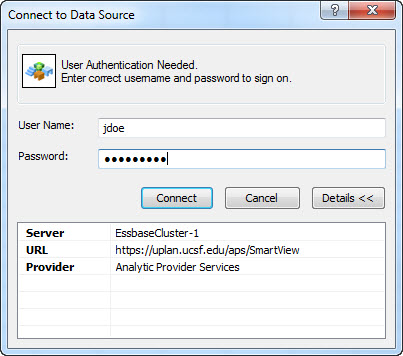 Connect to Data Source
User Authentication Needed.
Enter correct username and password to sign on.
User Name: jdoe
Password: •••••••••
Connect Cancel Details <<
Server EssbaseCluster-1
URL https://uplan.ucsf.edu/aps/SmartView
Provider Analytic Provider Services